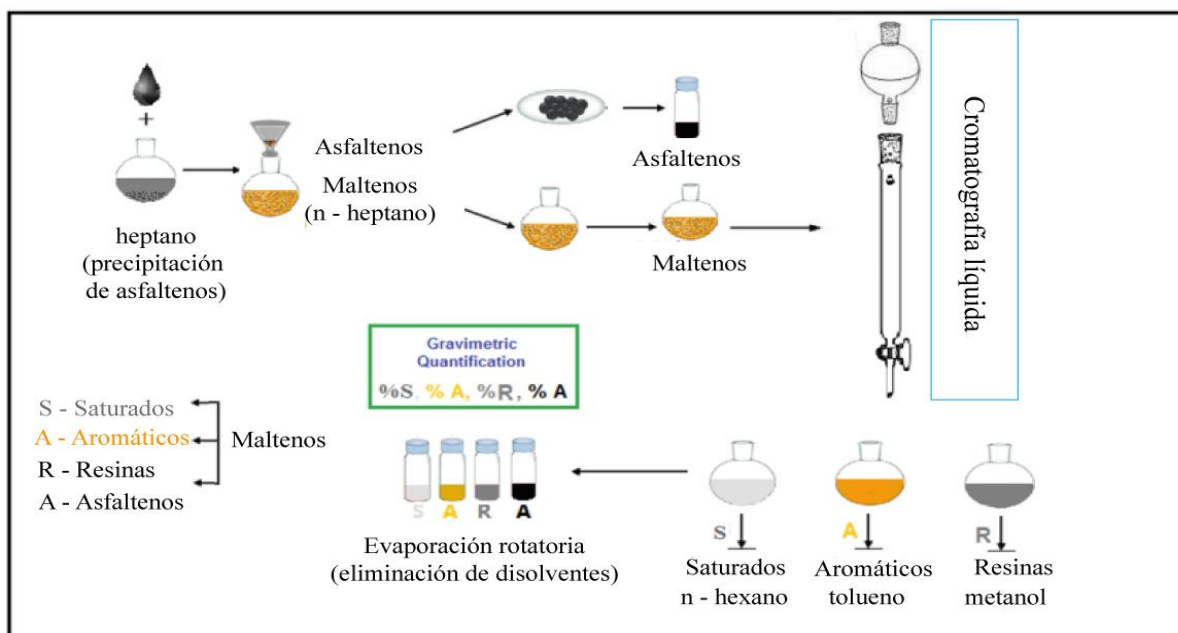 +
heptano
(precipitación
de asfaltenos)
Asfaltenos
Maltenos
(n - heptano)
Asfaltenos
Maltenos
Cromatografía líquida
Gravimetric
Quantification
%S, % A, %R, % A
S - Saturados
A - Aromáticos
R - Resinas
A - Asfaltenos
Maltenos
S A R A
Evaporación rotatoria
(eliminación de disolventes)
S
Saturados
n - hexano
A
Aromáticos
tolueno
R
Resinas
metanol